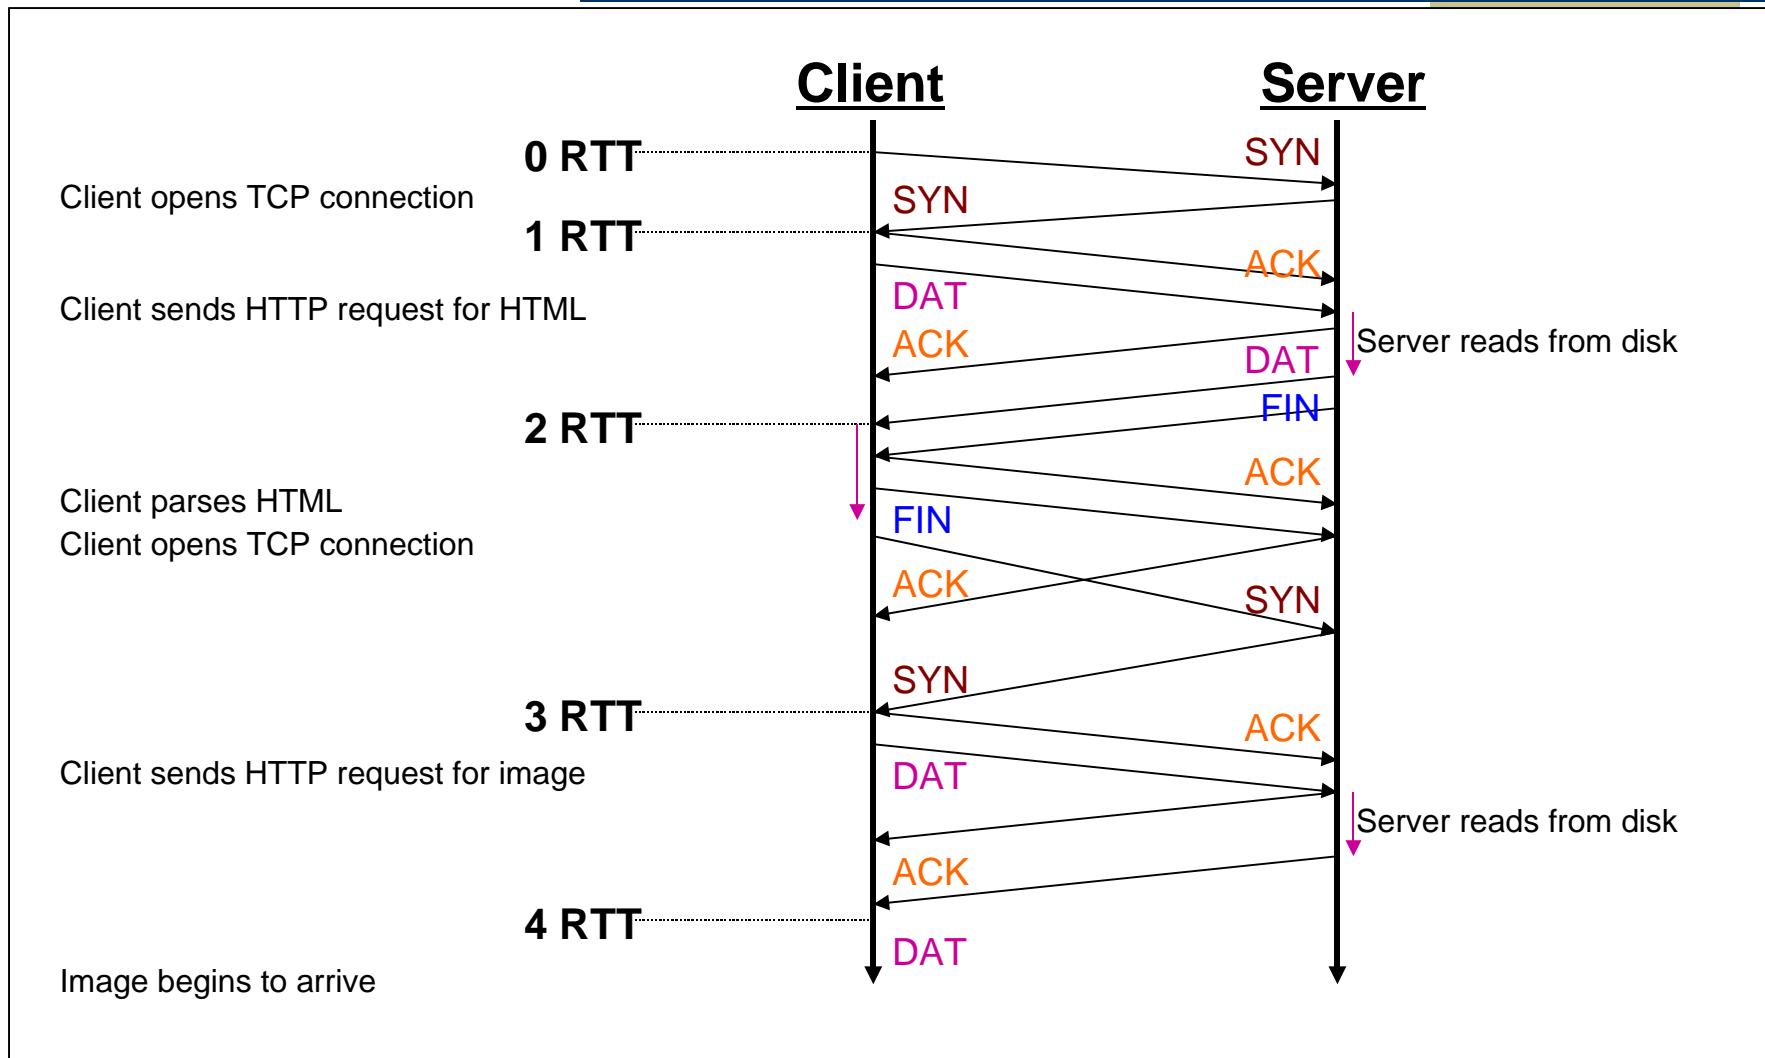 Client
Server
0 RTT
SYN
Client opens TCP connection
SYN
1 RTT
ACK
Client sends HTTP request for HTML
DAT
ACK
Server reads from disk
DAT
FIN
2 RTT
ACK
Client parses HTML
FIN
Client opens TCP connection
ACK
SYN
SYN
3 RTT
ACK
Client sends HTTP request for image
DAT
Server reads from disk
ACK
4 RTT
DAT
Image begins to arrive